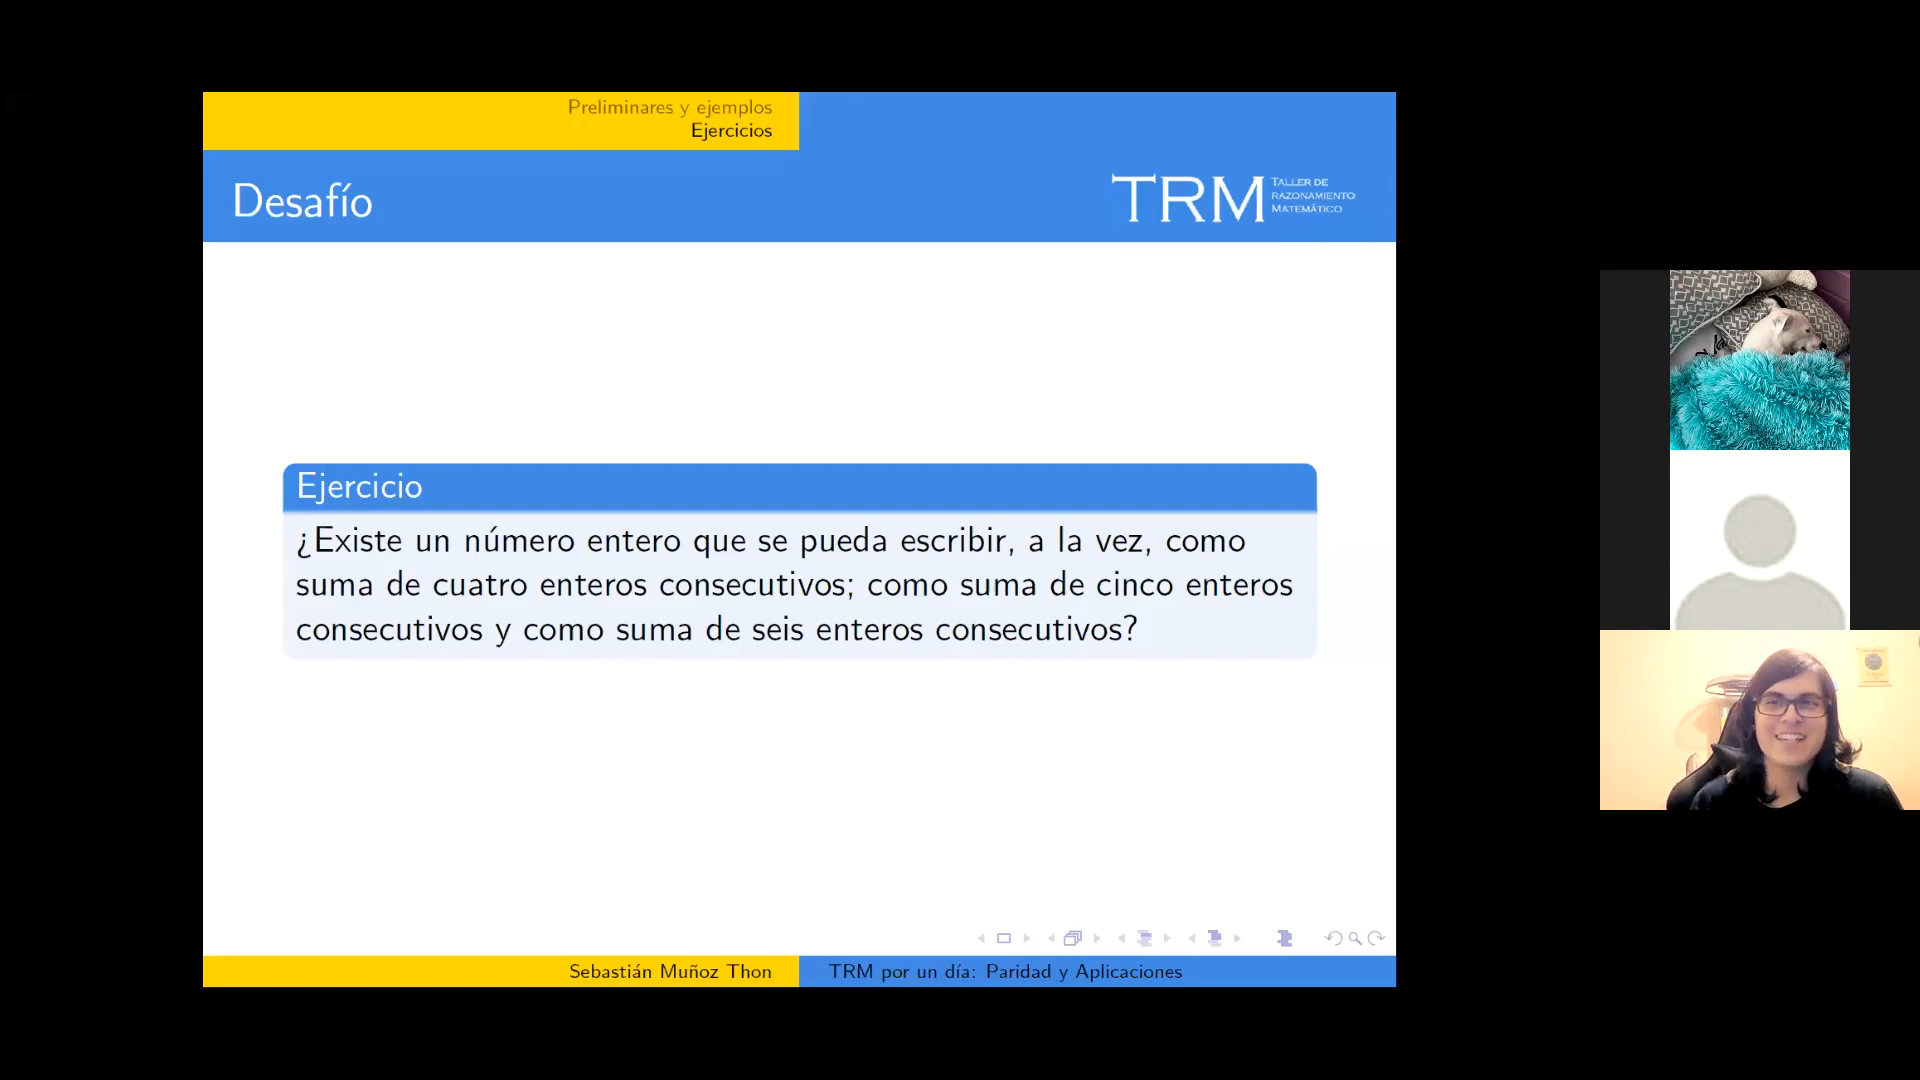 Preliminares y ejemplos
Ejercicios
Desafío
TRM
TALLER DE
RAZONAMIENTO
MATEMÁTICO
Ejercicio
¿Existe un número entero que se pueda escribir, a la vez, como
suma de cuatro enteros consecutivos; como suma de cinco enteros
consecutivos y como suma de seis enteros consecutivos?
Sebastián Muñoz Thon
TRM por un día: Paridad y Aplicaciones